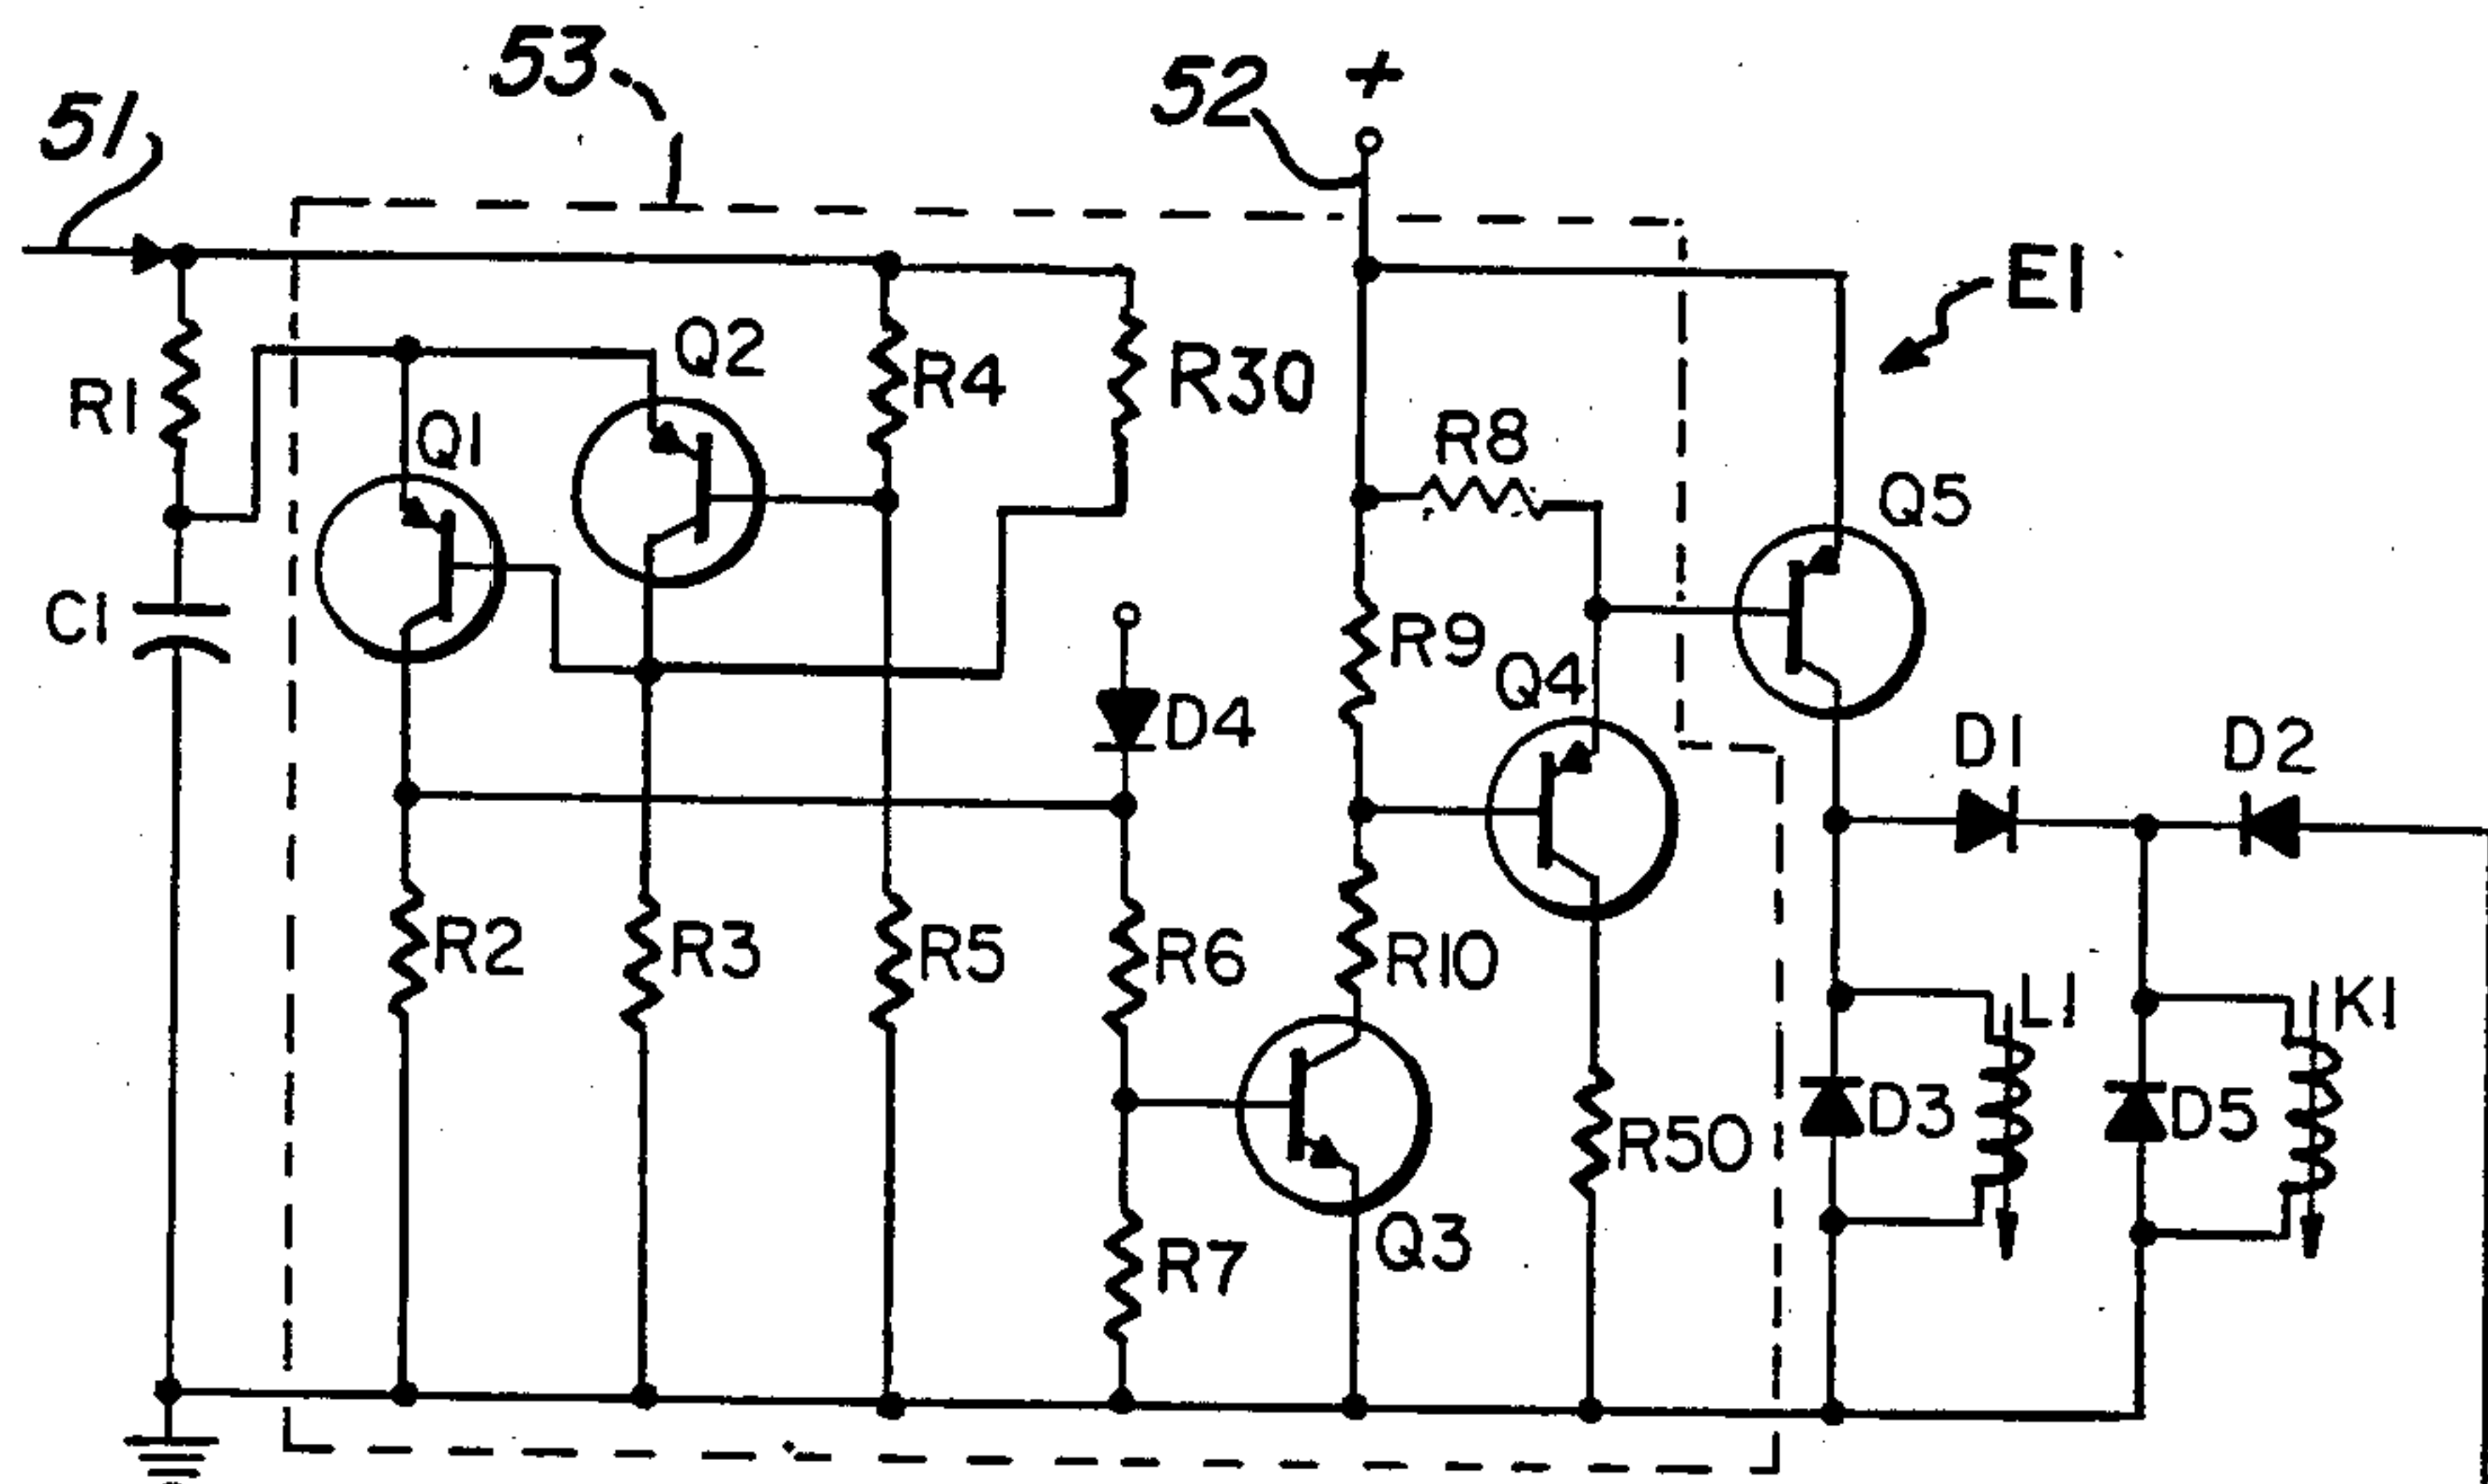 53
52
+
51
E1
Q2
R4
R30
R1
Q1
R8
Q5
C1
R9
Q4
D4
D1
D2
R2
R3
R5
R6
R10
L1
K1
D3
D5
R50
R7
Q3